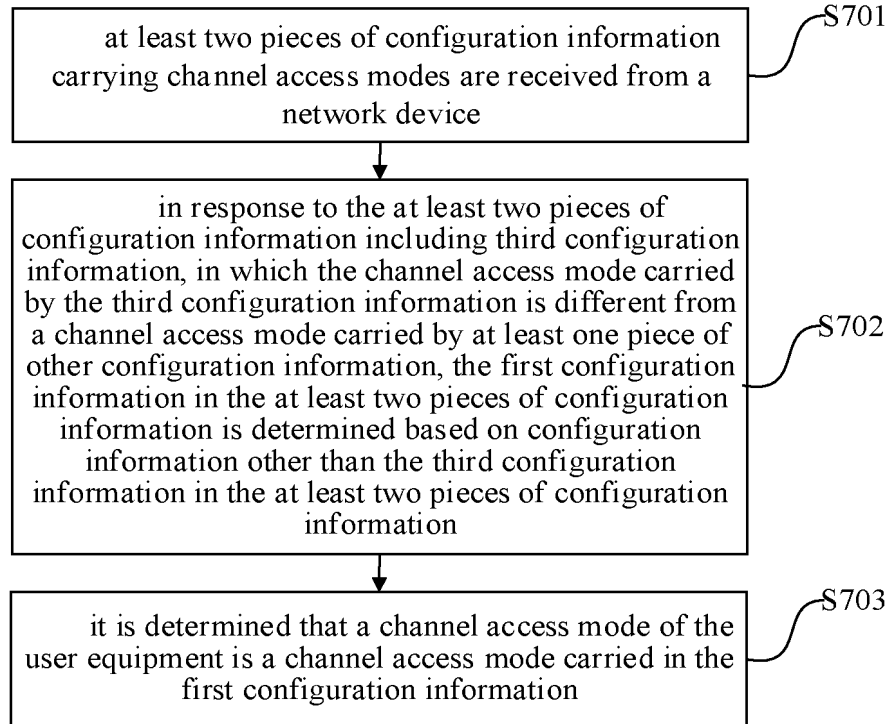 at least two pieces of configuration information
carrying channel access modes are received from a
network device
S701
in response to the at least two pieces of
configuration information including third configuration
information, in which the channel access mode carried
by the third configuration information is different from
a channel access mode carried by at least one piece of
other configuration information, the first configuration
information in the at least two pieces of configuration
information is determined based on configuration
information other than the third configuration
information in the at least two pieces of configuration
information
S702
it is determined that a channel access mode of the
user equipment is a channel access mode carried in the
first configuration information
S703